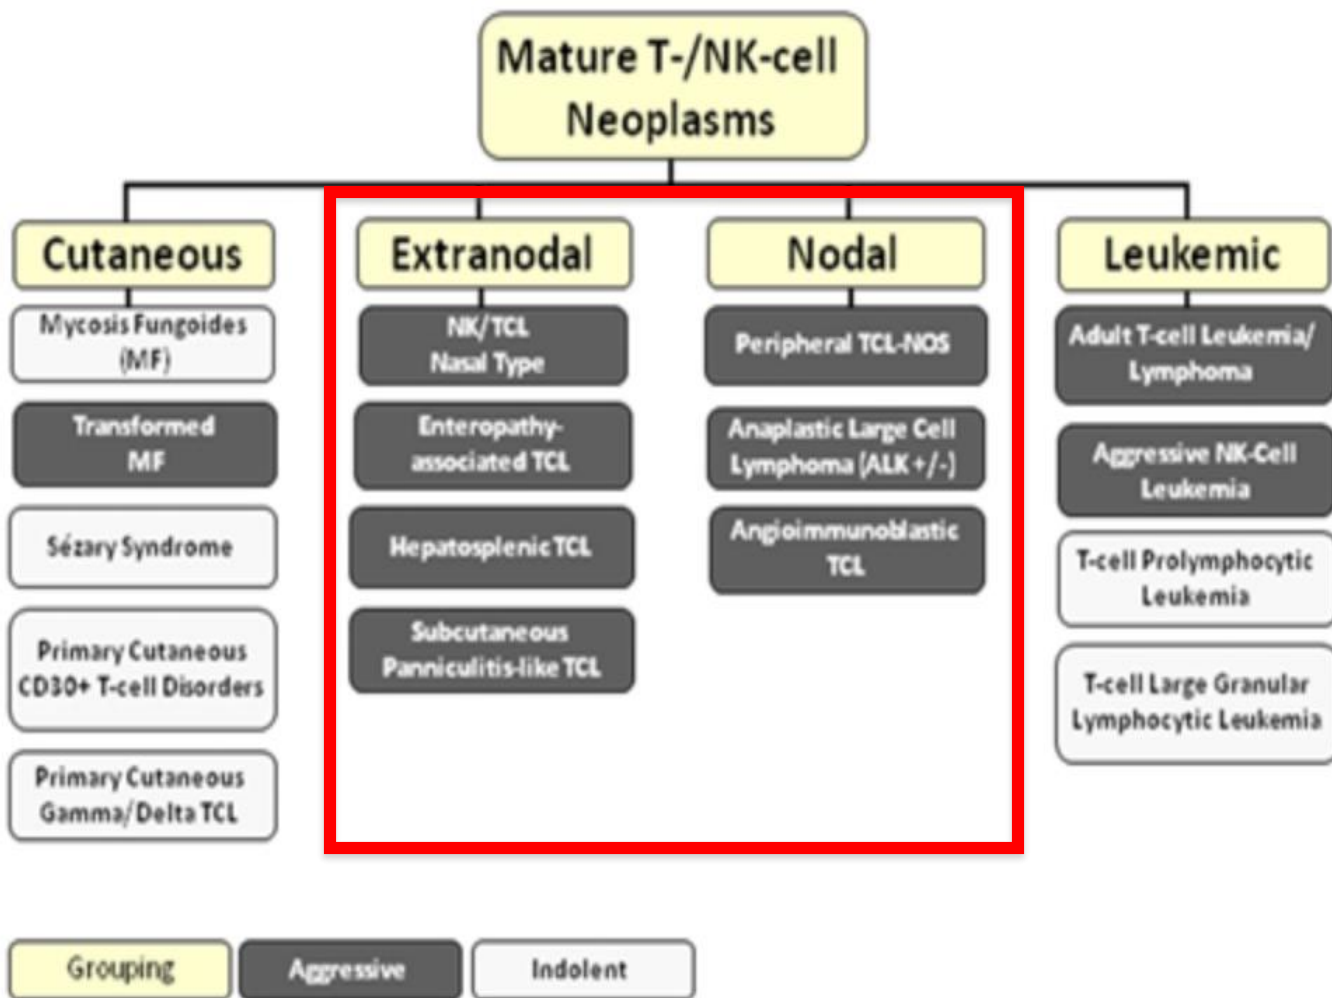 Mature T-/NK-cell
Neoplasms
Cutaneous
Mycosis Fungoides
(MF)
Transformed
MF
Sézary Syndrome
Primary Cutaneous
CD30+ T-cell Disorders
Primary Cutaneous
Gamma/Delta TCL
Extranodal
NK/TCL
Nasal Type
Enteropathy-
associated TCL
Hepatosplenic TCL
Subcutaneous
Panniculitis-like TCL
Nodal
Peripheral TCL-NOS
Anaplastic Large Cell
Lymphoma (ALK +/-)
Angioimmunoblastic
TCL
Leukemic
Adult T-cell Leukemia/
Lymphoma
Aggressive NK-Cell
Leukemia
T-cell Prolymphocytic
Leukemia
T-cell Large Granular
Lymphocytic Leukemia
Grouping
Aggressive
Indolent